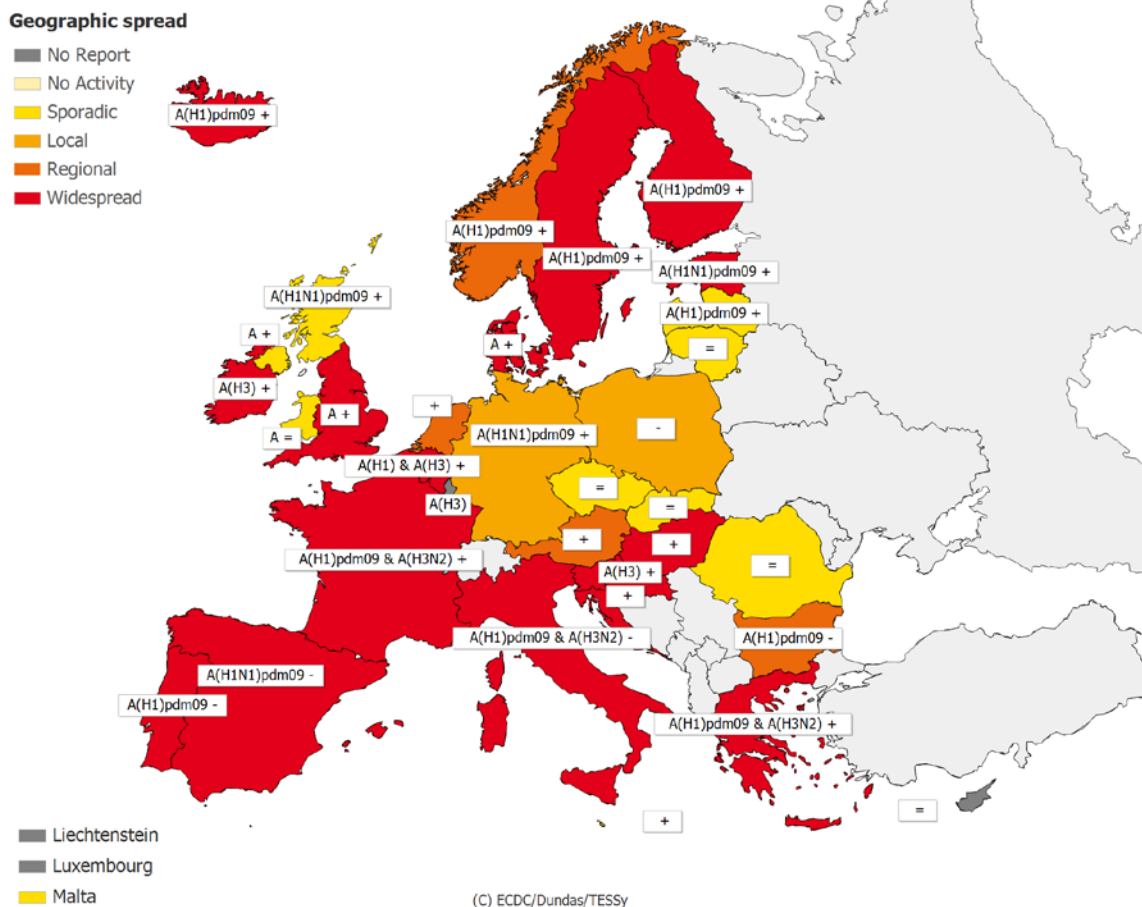 Geographic spread
No Report
No Activity
Sporadic
Local
Regional
Widespread
A(H1)pdm09 +
A(H1)pdm09 +
A(H1)pdm09 +
A(H1)pdm09 +
A(H1N1)pdm09 +
A(H1N1)pdm09 +
A(H1)pdm09 +
A +
A +
=
A(H3) +
+
A +
A(H1N1)pdm09 +
-
A =
A(H1) & A(H3) +
=
A(H3)
=
+
+
A(H1)pdm09 & A(H3N2) +
=
A(H3) +
+
A(H1)pdm09 & A(H3N2) -
A(H1)pdm09 -
A(H1N1)pdm09 -
A(H1)pdm09 -
A(H1)pdm09 & A(H3N2) +
=
+
Liechtenstein
Luxembourg
Malta
(C) ECDC/Dundas/TESSy